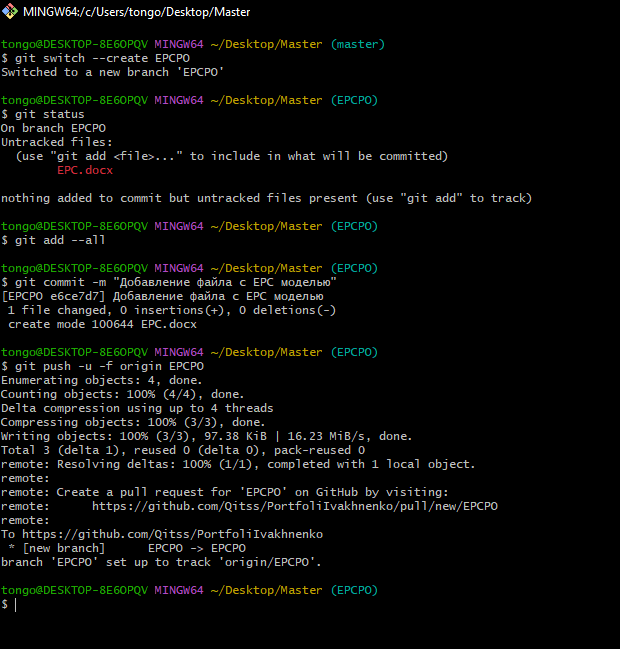 MINGW64:/c/Users/tongo/Desktop/Master
tongo@DESKTOP-8E6OPQV MINGW64 ~/Desktop/Master (master)
$ git switch --create EPCPO
Switched to a new branch 'EPCPO'
tongo@DESKTOP-8E6OPQV MINGW64 ~/Desktop/Master (EPCPO)
$ git status
On branch EPCPO
Untracked files:
  (use "git add <file>..." to include in what will be committed)
        EPC.docx
nothing added to commit but untracked files present (use "git add" to track)
tongo@DESKTOP-8E6OPQV MINGW64 ~/Desktop/Master (EPCPO)
$ git add --all
tongo@DESKTOP-8E6OPQV MINGW64 ~/Desktop/Master (EPCPO)
$ git commit -m "Добавление файла с EPC моделью"
[EPCPO e6ce7d7] Добавление файла с EPC моделью
 1 file changed, 0 insertions(+), 0 deletions(-)
 create mode 100644 EPC.docx
tongo@DESKTOP-8E6OPQV MINGW64 ~/Desktop/Master (EPCPO)
$ git push -u -f origin EPCPO
Enumerating objects: 4, done.
Counting objects: 100% (4/4), done.
Delta compression using up to 4 threads
Compressing objects: 100% (3/3), done.
Writing objects: 100% (3/3), 97.38 KiB | 16.23 MiB/s, done.
Total 3 (delta 1), reused 0 (delta 0), pack-reused 0
remote: Resolving deltas: 100% (1/1), completed with 1 local object.
remote:
remote: Create a pull request for 'EPCPO' on GitHub by visiting:
remote:      https://github.com/Qitss/PortfoliIvakhnenko/pull/new/EPCPO
remote:
To https://github.com/Qitss/PortfoliIvakhnenko
 * [new branch]      EPCPO -> EPCPO
branch 'EPCPO' set up to track 'origin/EPCPO'.
tongo@DESKTOP-8E6OPQV MINGW64 ~/Desktop/Master (EPCPO)
$